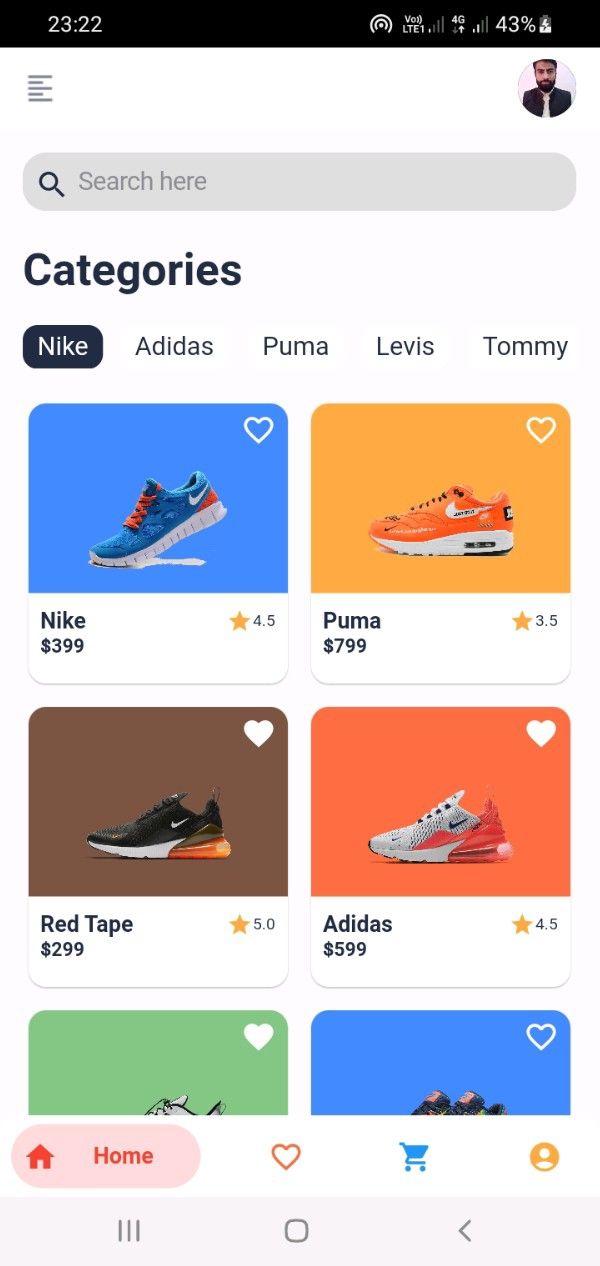 23:22
Vo)) LTE1 4G 43%
Search here
Categories
Nike Adidas Puma Levis Tommy
Nike 4.5
$399
Puma 3.5
$799
Red Tape 5.0
$299
Adidas 4.5
$599
Home